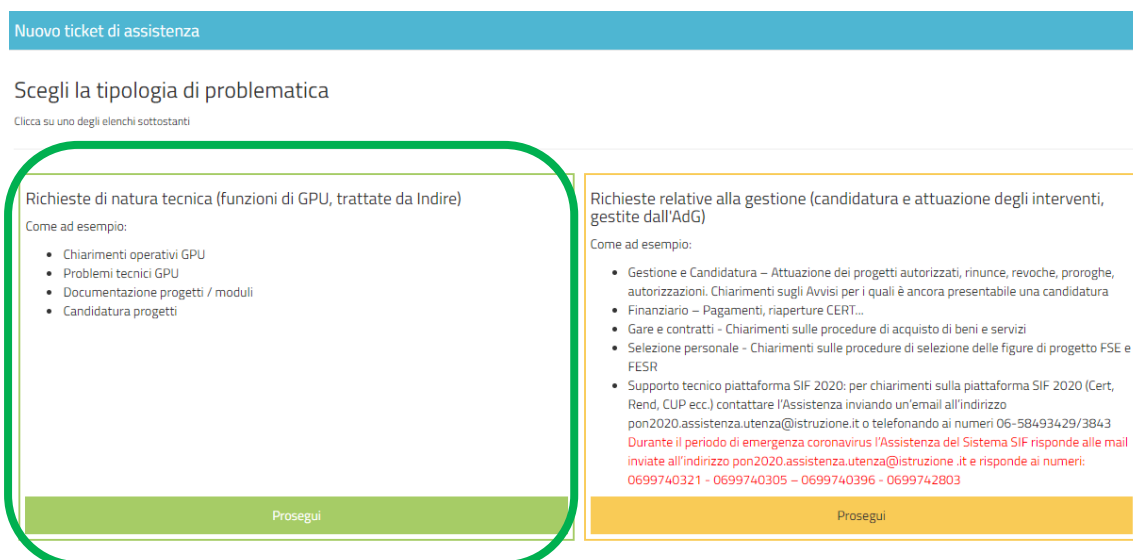 Nuovo ticket di assistenza
Scegli la tipologia di problematica
Clicca su uno degli elenchi sottostanti
Richieste di natura tecnica (funzioni di GPU, trattate da Indire)
Come ad esempio:
• Chiarimenti operativi GPU
• Problemi tecnici GPU
• Documentazione progetti / moduli
• Candidatura progetti
Prosegui
Richieste relative alla gestione (candidatura e attuazione degli interventi,
gestite dall'AdG)
Come ad esempio:
• Gestione e Candidatura – Attuazione dei progetti autorizzati, rinunce, revoche, proroghe,
autorizzazioni. Chiarimenti sugli Avvisi per i quali è ancora presentabile una candidatura
• Finanziario – Pagamenti, riaperture CERT...
• Gare e contratti - Chiarimenti sulle procedure di acquisto di beni e servizi
• Selezione personale - Chiarimenti sulle procedure di selezione delle figure di progetto FSE e
FESR
• Supporto tecnico piattaforma SIF 2020: per chiarimenti sulla piattaforma SIF 2020 (Cert,
Rend, CUP ecc.) contattare l'Assistenza inviando un'email all'indirizzo
pon2020.assistenza.utenza@istruzione.it o telefonando ai numeri 06-58493429/3843
Durante il periodo di emergenza coronavirus l'Assistenza del Sistema SIF risponde alle mail
inviate all'indirizzo pon2020.assistenza.utenza@istruzione .it e risponde ai numeri:
0699740321 - 0699740305 – 0699740396 - 0699742803
Prosegui